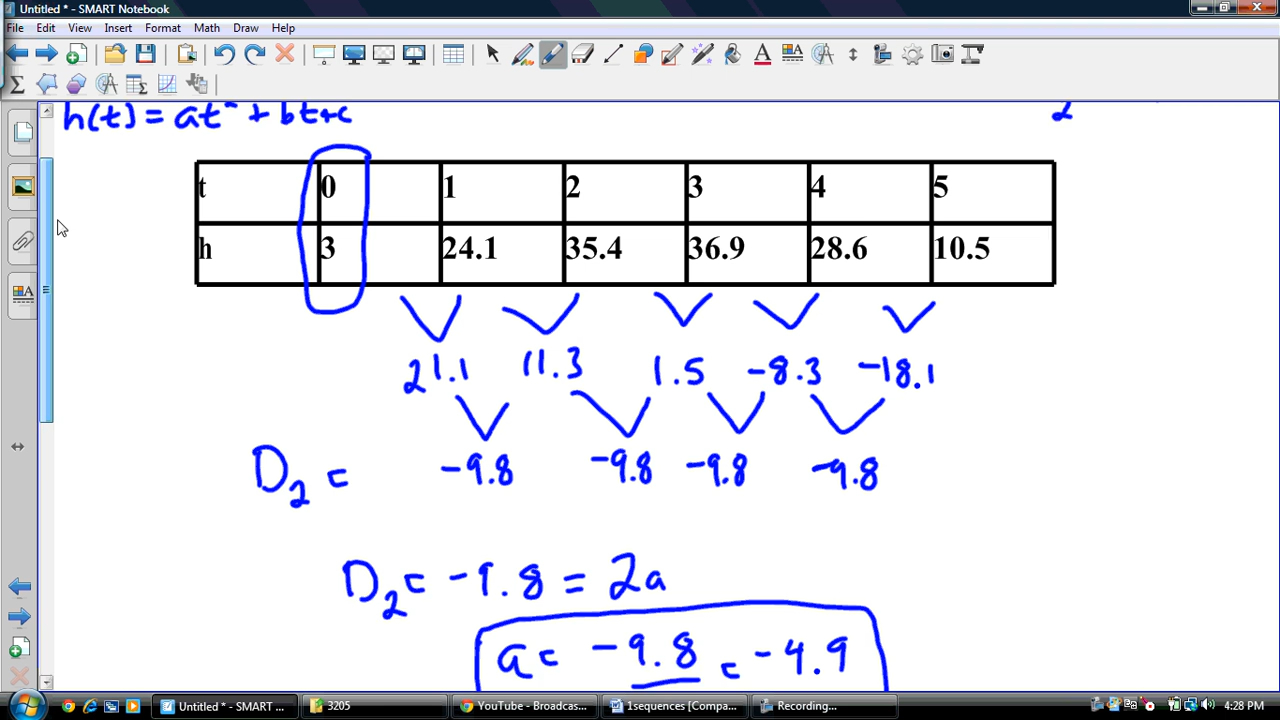 Untitled * - SMART Notebook
File Edit View Insert Format Math Draw Help
h(t) = at² + bt+c
2
t 0 1 2 3 4 5
h 3 24.1 35.4 36.9 28.6 10.5
21.1 11.3 1.5 -8.3 -18.1
D₂ = -9.8 -9.8 -9.8 -9.8
D₂ = -9.8 = 2a
a = -9.8 = -4.9
Untitled * - SMART ... 3205 YouTube - Broadcas... 1sequences [Compa... Recording... 4:28 PM